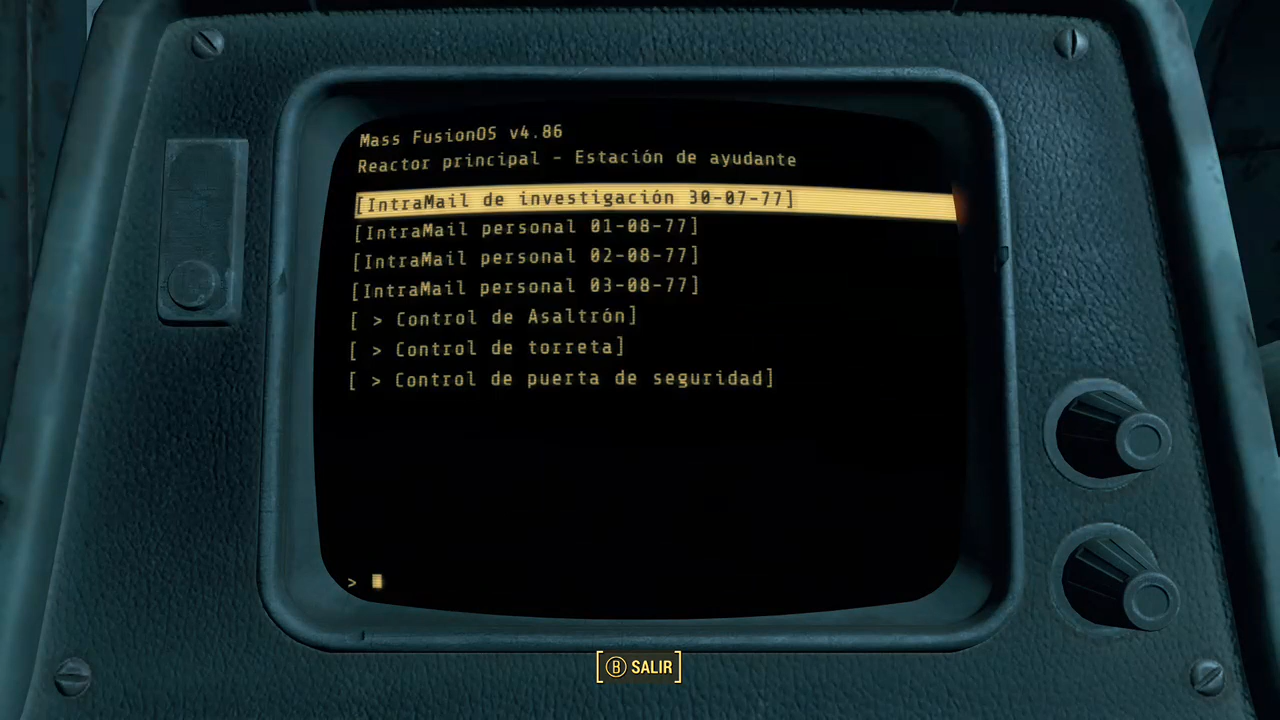 Mass FusionOS v4.86
Reactor principal - Estación de ayudante
[IntraMail de investigación 30-07-77]
[IntraMail personal 01-08-77]
[IntraMail personal 02-08-77]
[IntraMail personal 03-08-77]
[ > Control de Asaltrón]
[ > Control de torreta]
[ > Control de puerta de seguridad]
>
[Ⓑ SALIR]